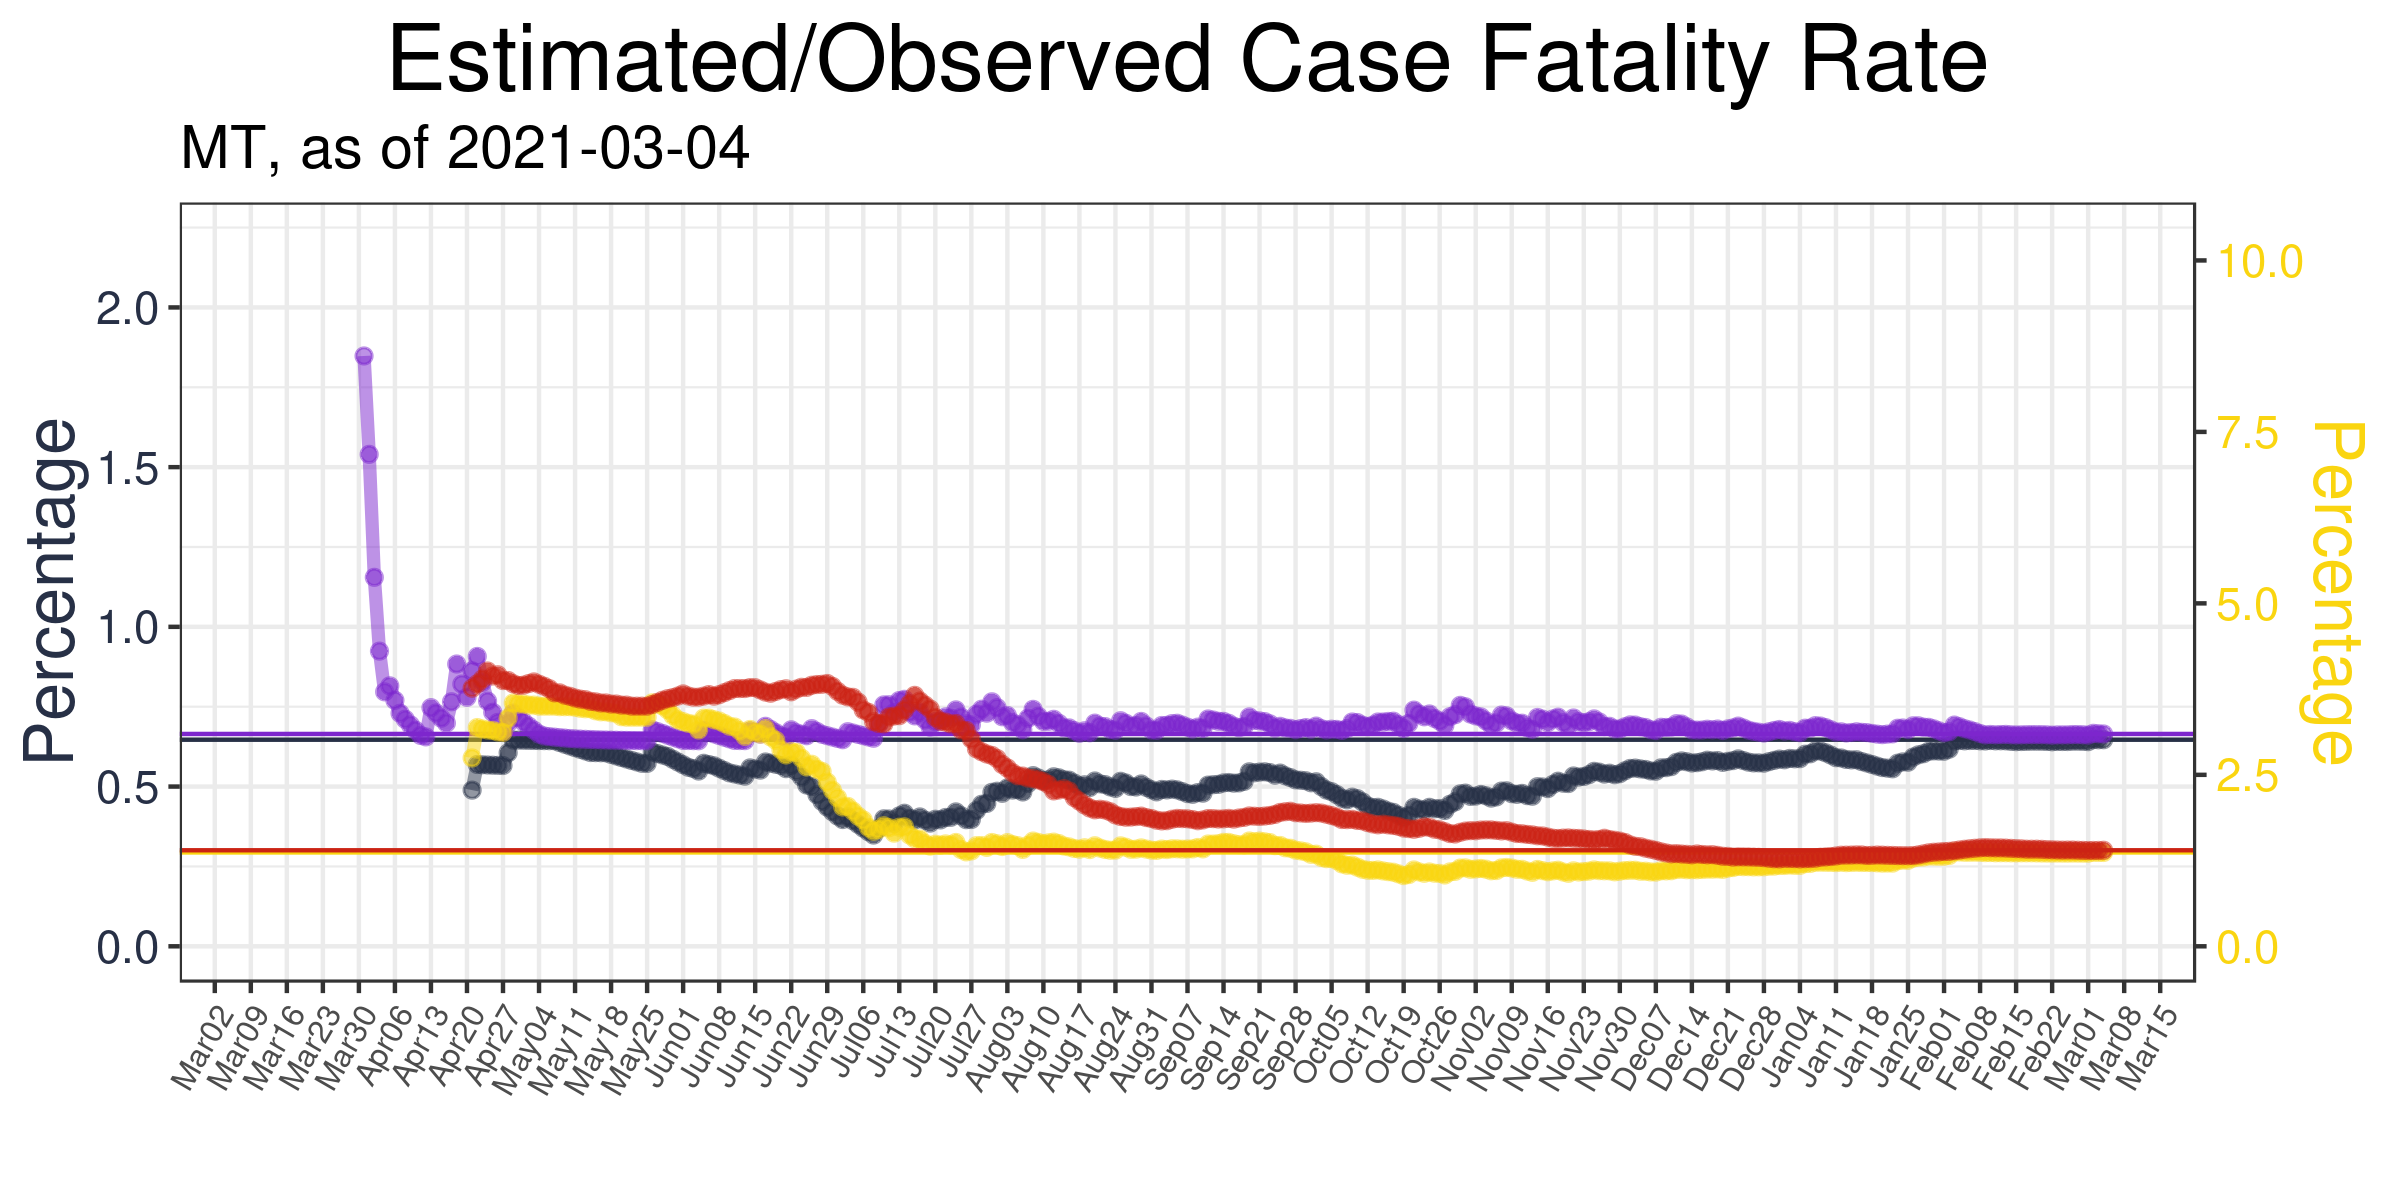 Estimated/Observed Case Fatality Rate
MT, as of 2021-03-04
Percentage
2.0
1.5
1.0
0.5
0.0
10.0
7.5
5.0
2.5
0.0
Percentage
Mar02
Mar09
Mar16
Mar23
Mar30
Apr06
Apr13
Apr20
Apr27
May04
May11
May18
May25
Jun01
Jun08
Jun15
Jun22
Jun29
Jul06
Jul13
Jul20
Jul27
Aug03
Aug10
Aug17
Aug24
Aug31
Sep07
Sep14
Sep21
Sep28
Oct05
Oct12
Oct19
Oct26
Nov02
Nov09
Nov16
Nov23
Nov30
Dec07
Dec14
Dec21
Dec28
Jan04
Jan11
Jan18
Jan25
Feb01
Feb08
Feb15
Feb22
Mar01
Mar08
Mar15